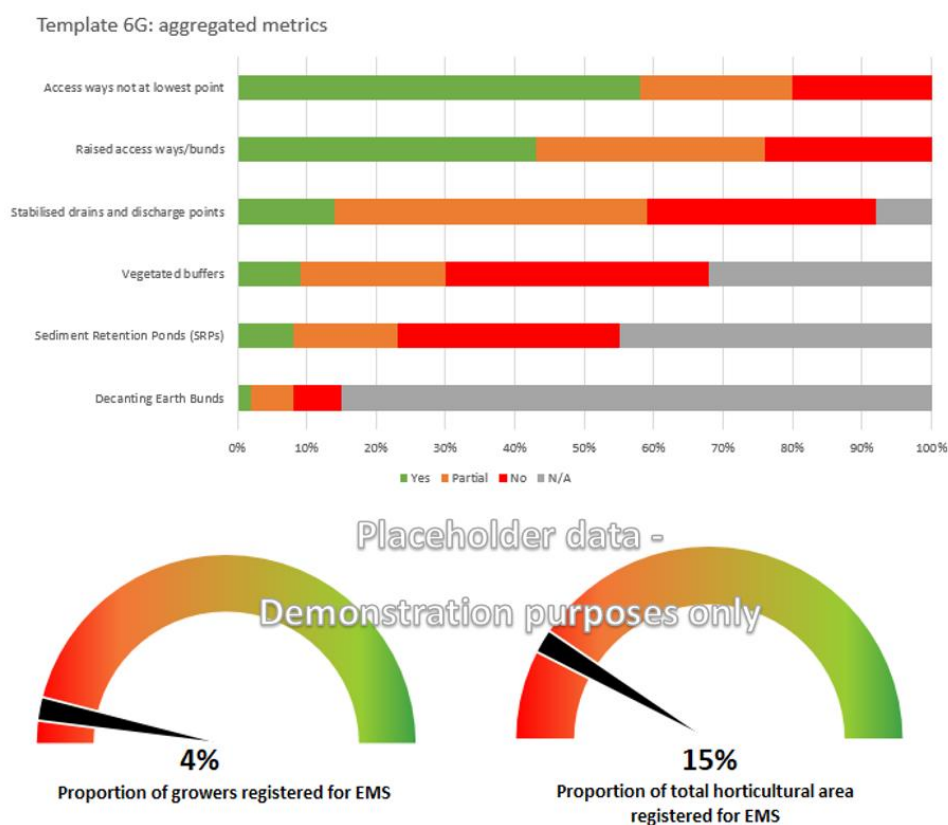 Template 6G: aggregated metrics
Access ways not at lowest point
Raised access ways/bunds
Stabilised drains and discharge points
Vegetated buffers
Sediment Retention Ponds (SRPs)
Decanting Earth Bunds
0% 10% 20% 30% 40% 50% 60% 70% 80% 90% 100%
Yes Partial No N/A
Placeholder data -
Demonstration purposes only
4%
Proportion of growers registered for EMS
15%
Proportion of total horticultural area
registered for EMS